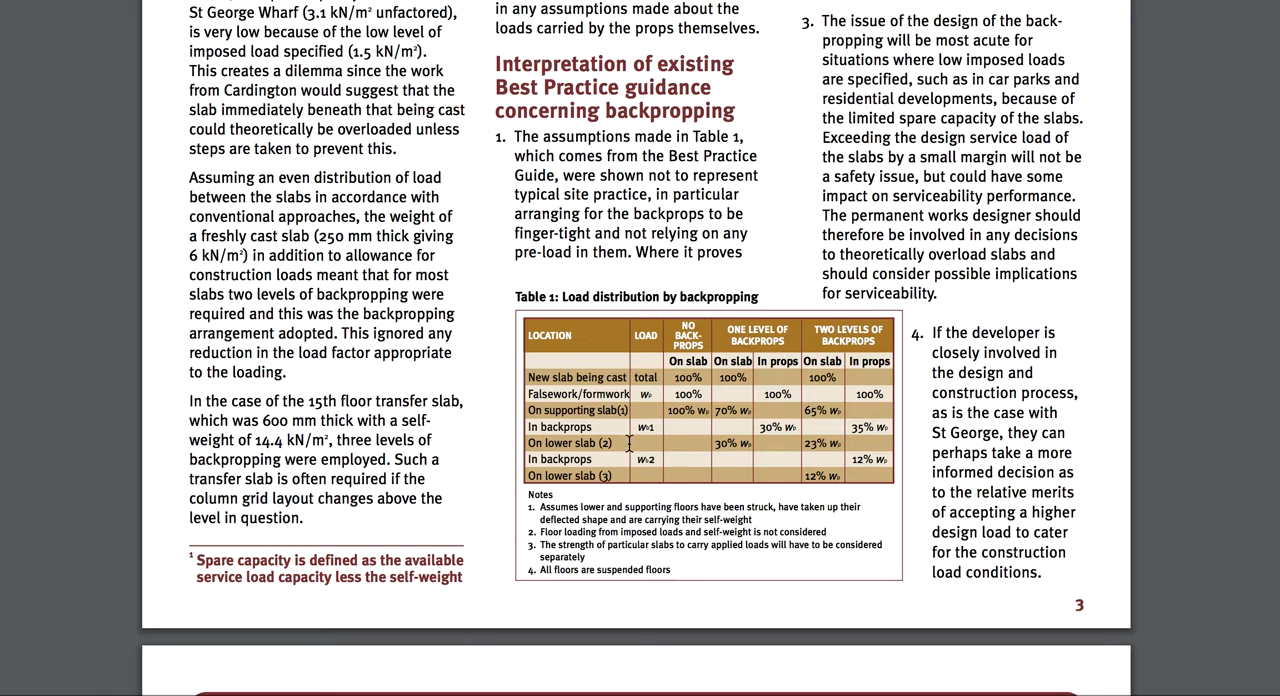 St George Wharf (3.1 kN/m² unfactored),
is very low because of the low level of
imposed load specified (1.5 kN/m²).
This creates a dilemma since the work
from Cardington would suggest that the
slab immediately beneath that being cast
could theoretically be overloaded unless
steps are taken to prevent this.
Assuming an even distribution of load
between the slabs in accordance with
conventional approaches, the weight of
a freshly cast slab (250 mm thick giving
6 kN/m²) in addition to allowance for
construction loads meant that for most
slabs two levels of backpropping were
required and this was the backpropping
arrangement adopted. This ignored any
reduction in the load factor appropriate
to the loading.
In the case of the 15th floor transfer slab,
which was 600 mm thick with a self-
weight of 14.4 kN/m², three levels of
backpropping were employed. Such a
transfer slab is often required if the
column grid layout changes above the
level in question.
¹ Spare capacity is defined as the available
service load capacity less the self-weight
in any assumptions made about the
loads carried by the props themselves.
Interpretation of existing
Best Practice guidance
concerning backpropping
1. The assumptions made in Table 1,
which comes from the Best Practice
Guide, were shown not to represent
typical site practice, in particular
arranging for the backprops to be
finger-tight and not relying on any
pre-load in them. Where it proves
3. The issue of the design of the back-
propping will be most acute for
situations where low imposed loads
are specified, such as in car parks and
residential developments, because of
the limited spare capacity of the slabs.
Exceeding the design service load of
the slabs by a small margin will not be
a safety issue, but could have some
impact on serviceability performance.
The permanent works designer should
therefore be involved in any decisions
to theoretically overload slabs and
should consider possible implications
for serviceability.
Table 1: Load distribution by backpropping
LOCATION LOAD NO BACK-PROPS ONE LEVEL OF BACKPROPS TWO LEVELS OF BACKPROPS
On slab On slab In props On slab In props
New slab being cast total 100% 100% 100%
Falsework/formwork wₚ 100% 100% 100%
On supporting slab(1) 100% wₚ 70% wₚ 65% wₚ
In backprops wb1 30% wₚ 35% wₚ
On lower slab (2) 30% wₚ 23% wₚ
In backprops wb2 12% wₚ
On lower slab (3) 12% wₚ
Notes
1. Assumes lower and supporting floors have been struck, have taken up their
deflected shape and are carrying their self-weight
2. Floor loading from imposed loads and self-weight is not considered
3. The strength of particular slabs to carry applied loads will have to be considered
separately
4. All floors are suspended floors
4. If the developer is
closely involved in
the design and
construction process,
as is the case with
St George, they can
perhaps take a more
informed decision as
to the relative merits
of accepting a higher
design load to cater
for the construction
load conditions.
3